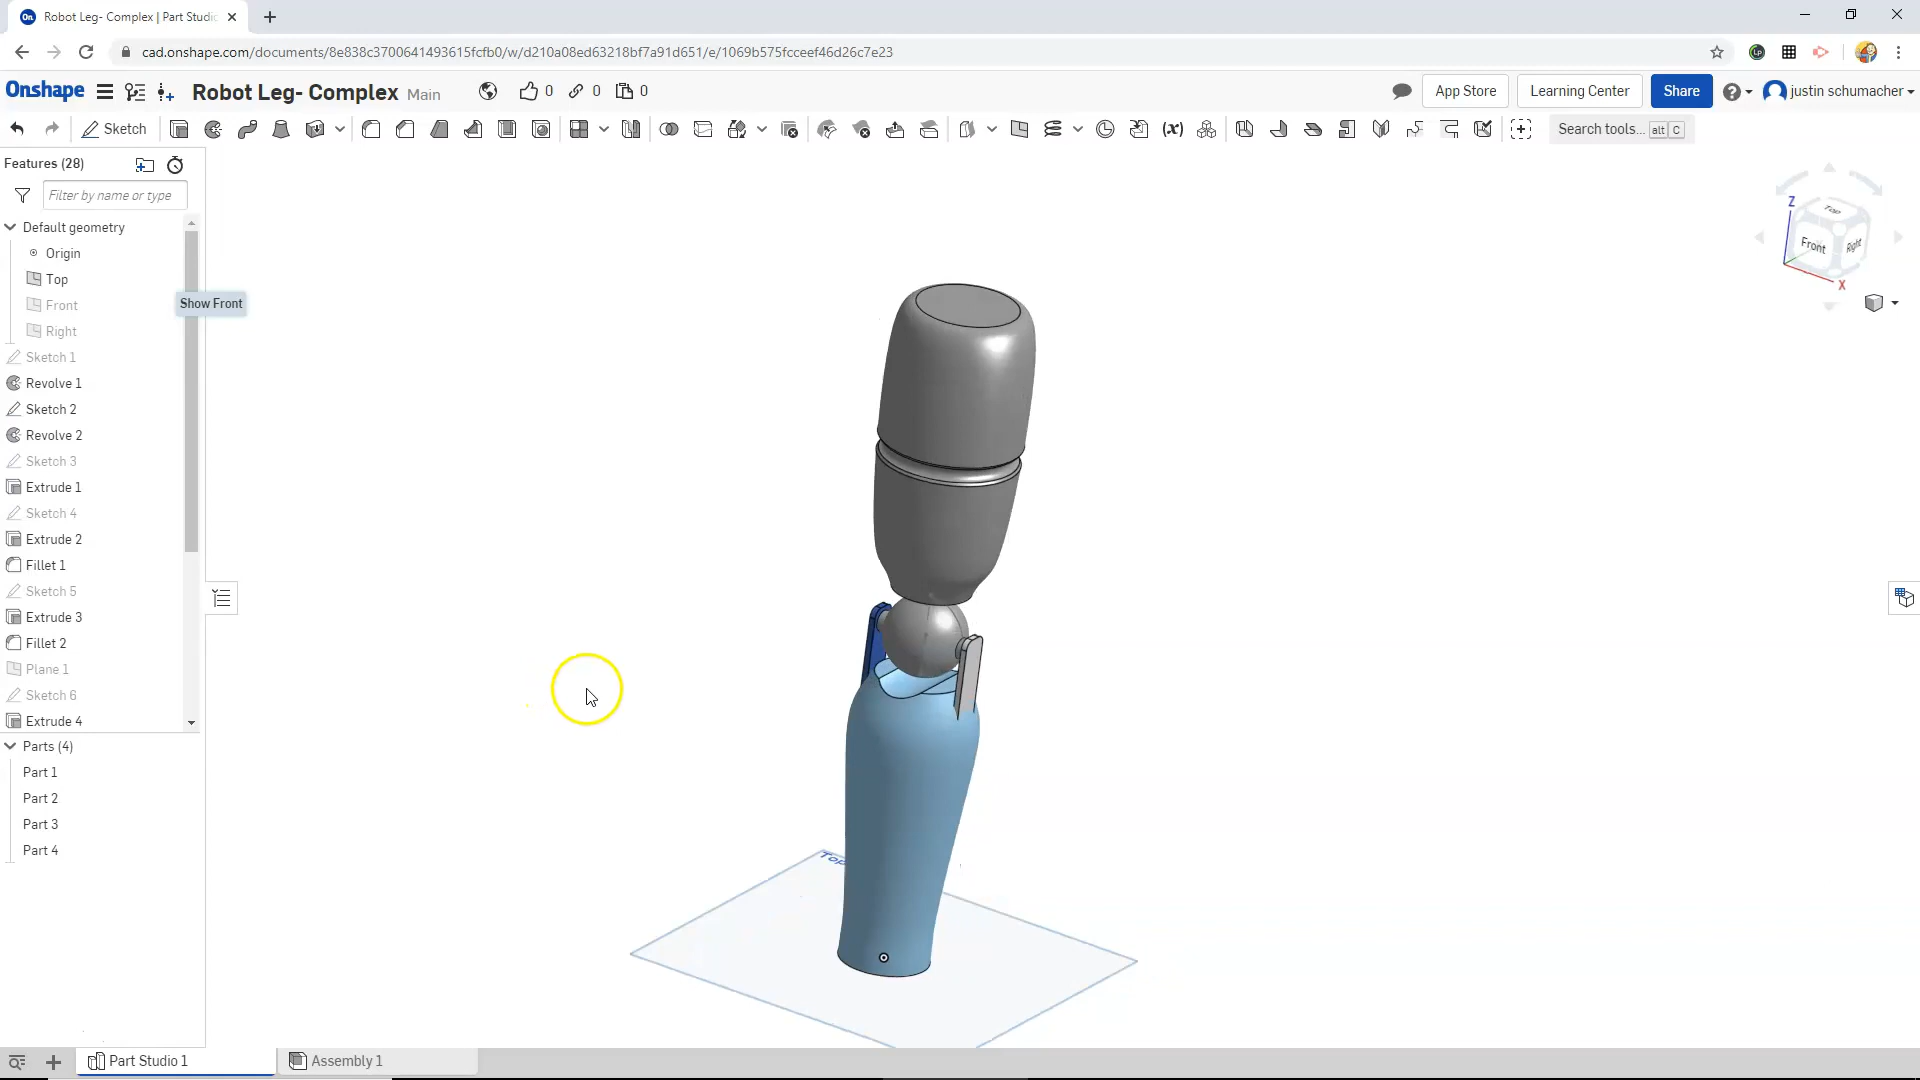 Robot Leg- Complex | Part Studio
cad.onshape.com/documents/8e838c3700641493615fcfb0/w/d210a08ed63218bf7a91d651/e/1069b575fcceef46d26c7e23
Onshape Robot Leg- Complex Main 0 0 0 App Store Learning Center Share justin schumacher
Sketch (x) Search tools... alt C
Features (28)
Filter by name or type
Default geometry
Origin
Top
Front Show Front
Right
Sketch 1
Revolve 1
Sketch 2
Revolve 2
Sketch 3
Extrude 1
Sketch 4
Extrude 2
Fillet 1
Sketch 5
Extrude 3
Fillet 2
Plane 1
Sketch 6
Extrude 4
Parts (4)
Part 1
Part 2
Part 3
Part 4
Top
Z
Top
Front Right
X
Part Studio 1 Assembly 1